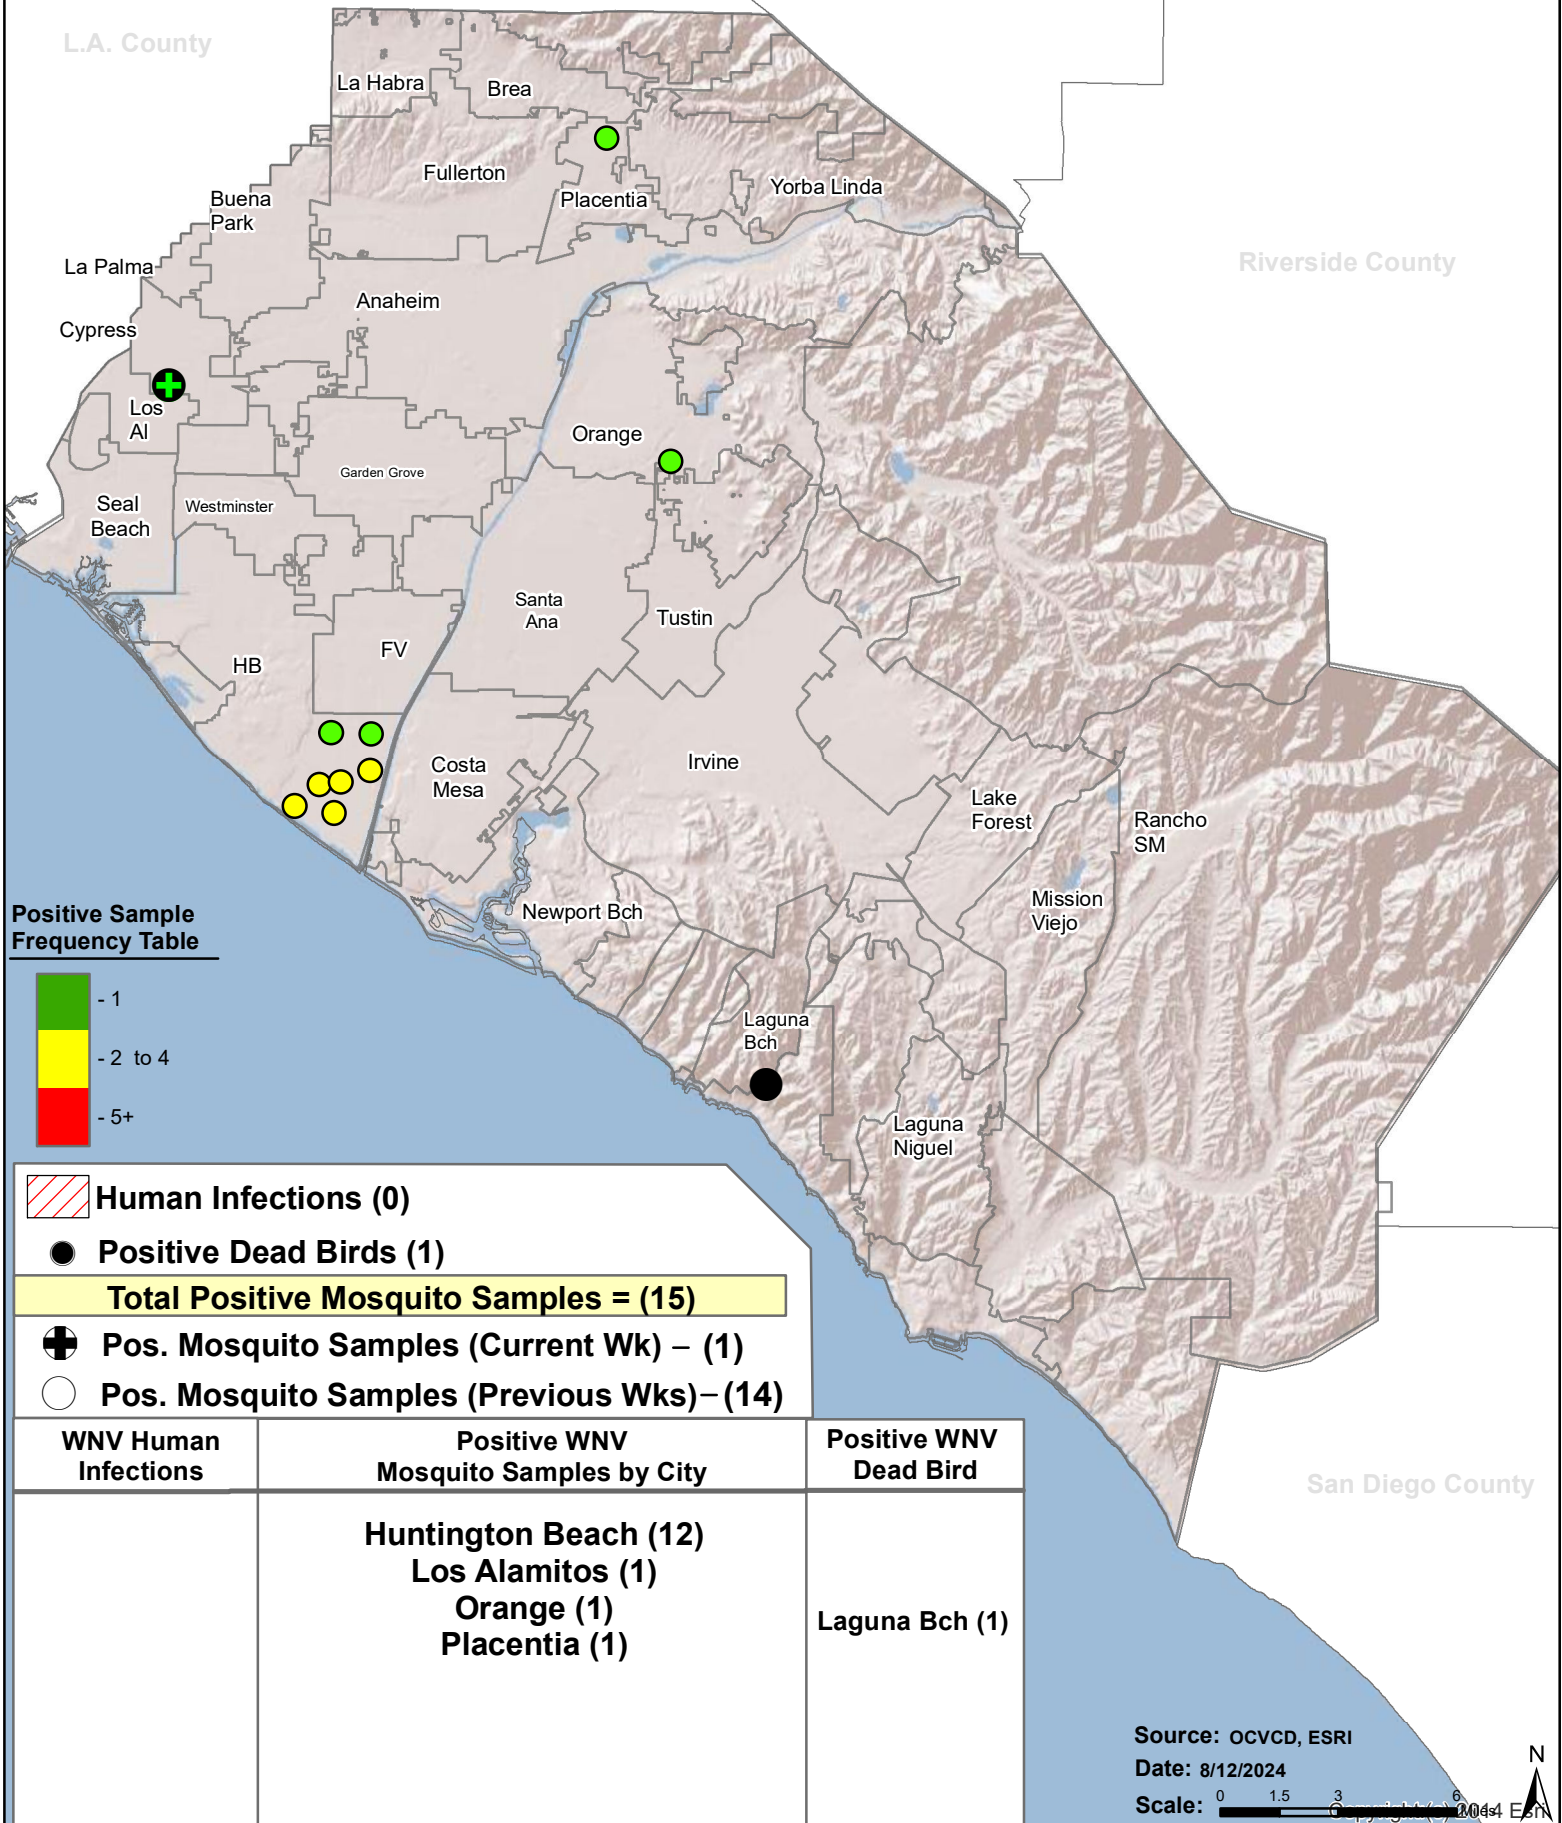 L.A. County
La Habra
Brea
Fullerton
Placentia
Yorba Linda
Buena
Park
La Palma
Riverside County
Anaheim
Cypress
Los
Al
Orange
Garden Grove
Seal
Beach
Westminster
Santa
Ana
Tustin
FV
HB
Costa
Mesa
Irvine
Lake
Forest
Rancho
SM
Mission
Viejo
Newport Bch
Laguna
Bch
Laguna
Niguel
Positive Sample
Frequency Table
- 1
- 2 to 4
- 5+
Human Infections (0)
Positive Dead Birds (1)
Total Positive Mosquito Samples = (15)
Pos. Mosquito Samples (Current Wk) – (1)
Pos. Mosquito Samples (Previous Wks)–(14)
WNV Human
Infections
Positive WNV
Mosquito Samples by City
Positive WNV
Dead Bird
Huntington Beach (12)
Los Alamitos (1)
Orange (1)
Placentia (1)
Laguna Bch (1)
San Diego County
Source: OCVCD, ESRI
Date: 8/12/2024
Scale: 0 1.5 3 6
Miles
Copyright:(c) 2014 Esri
N